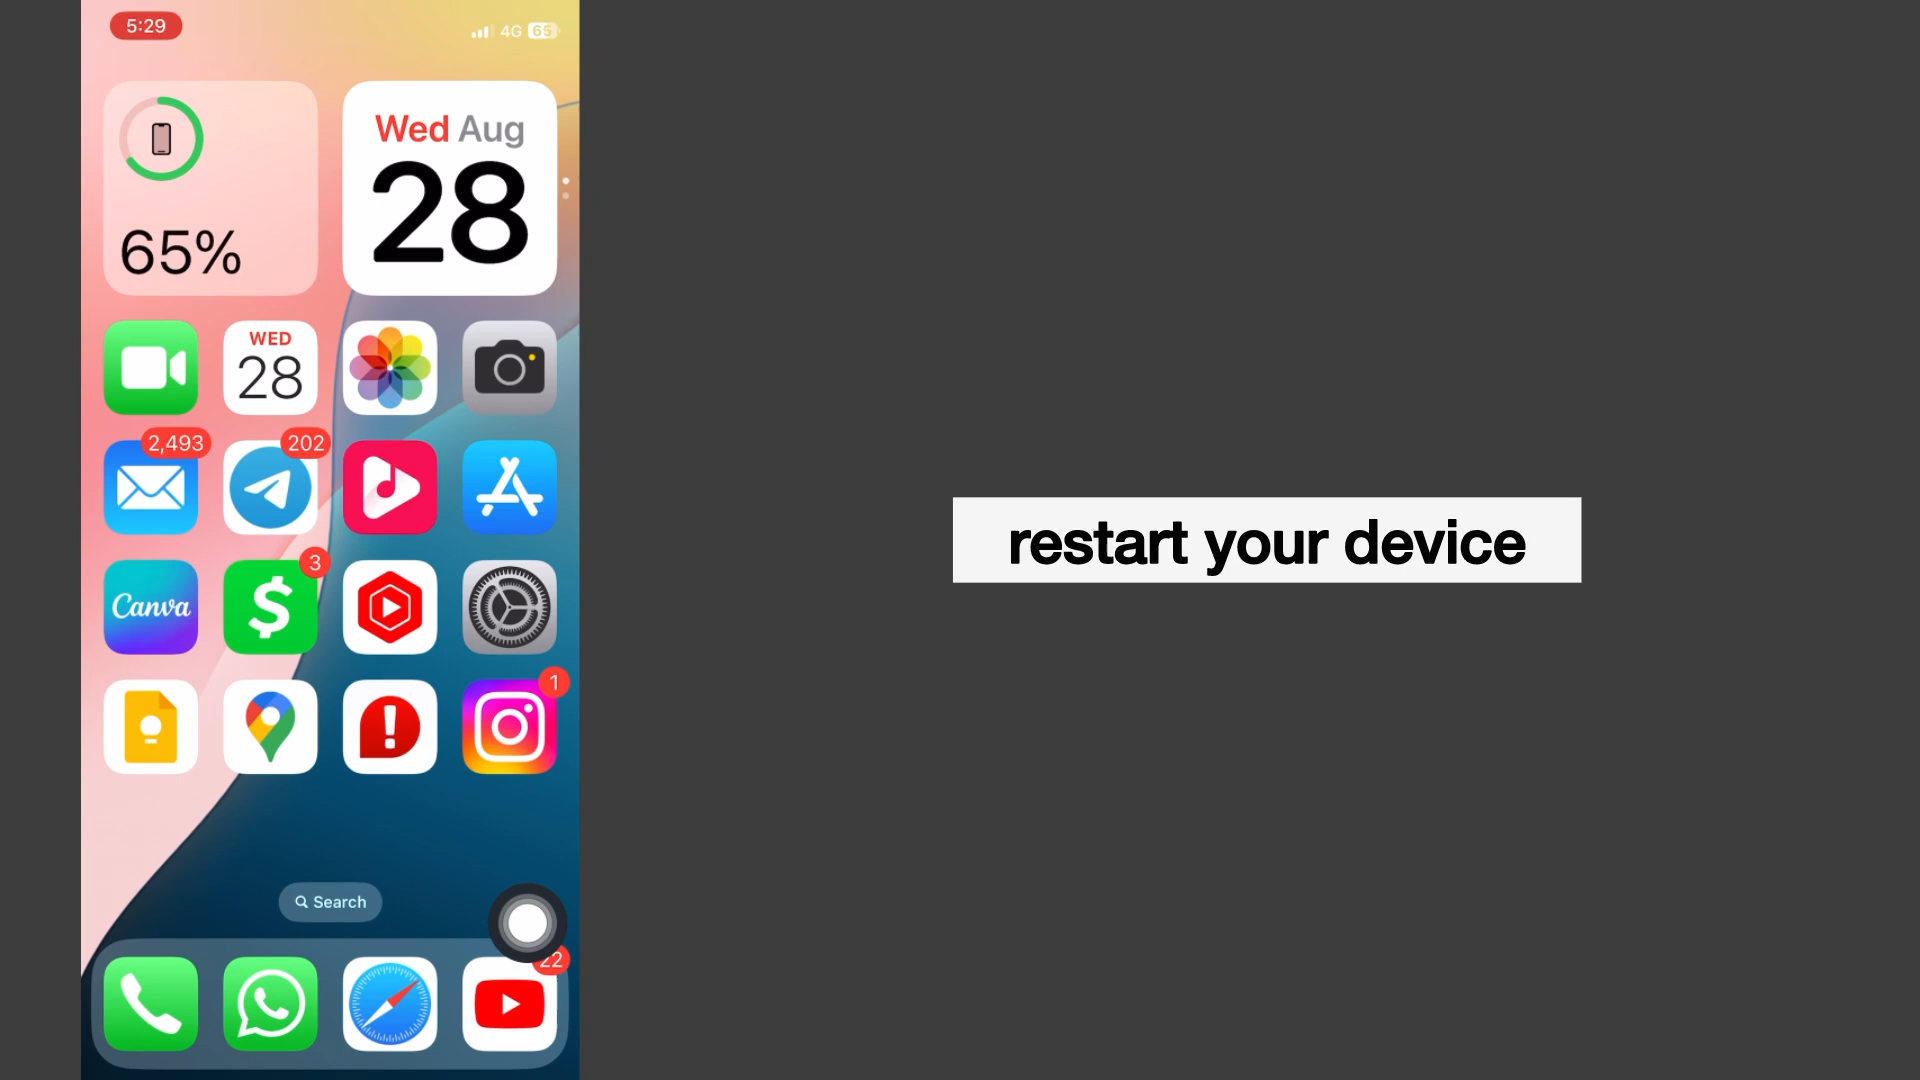 5:29
4G 65
65%
Wed Aug
28
WED
28
2,493
202
Canva
3
1
Search
22
restart your device